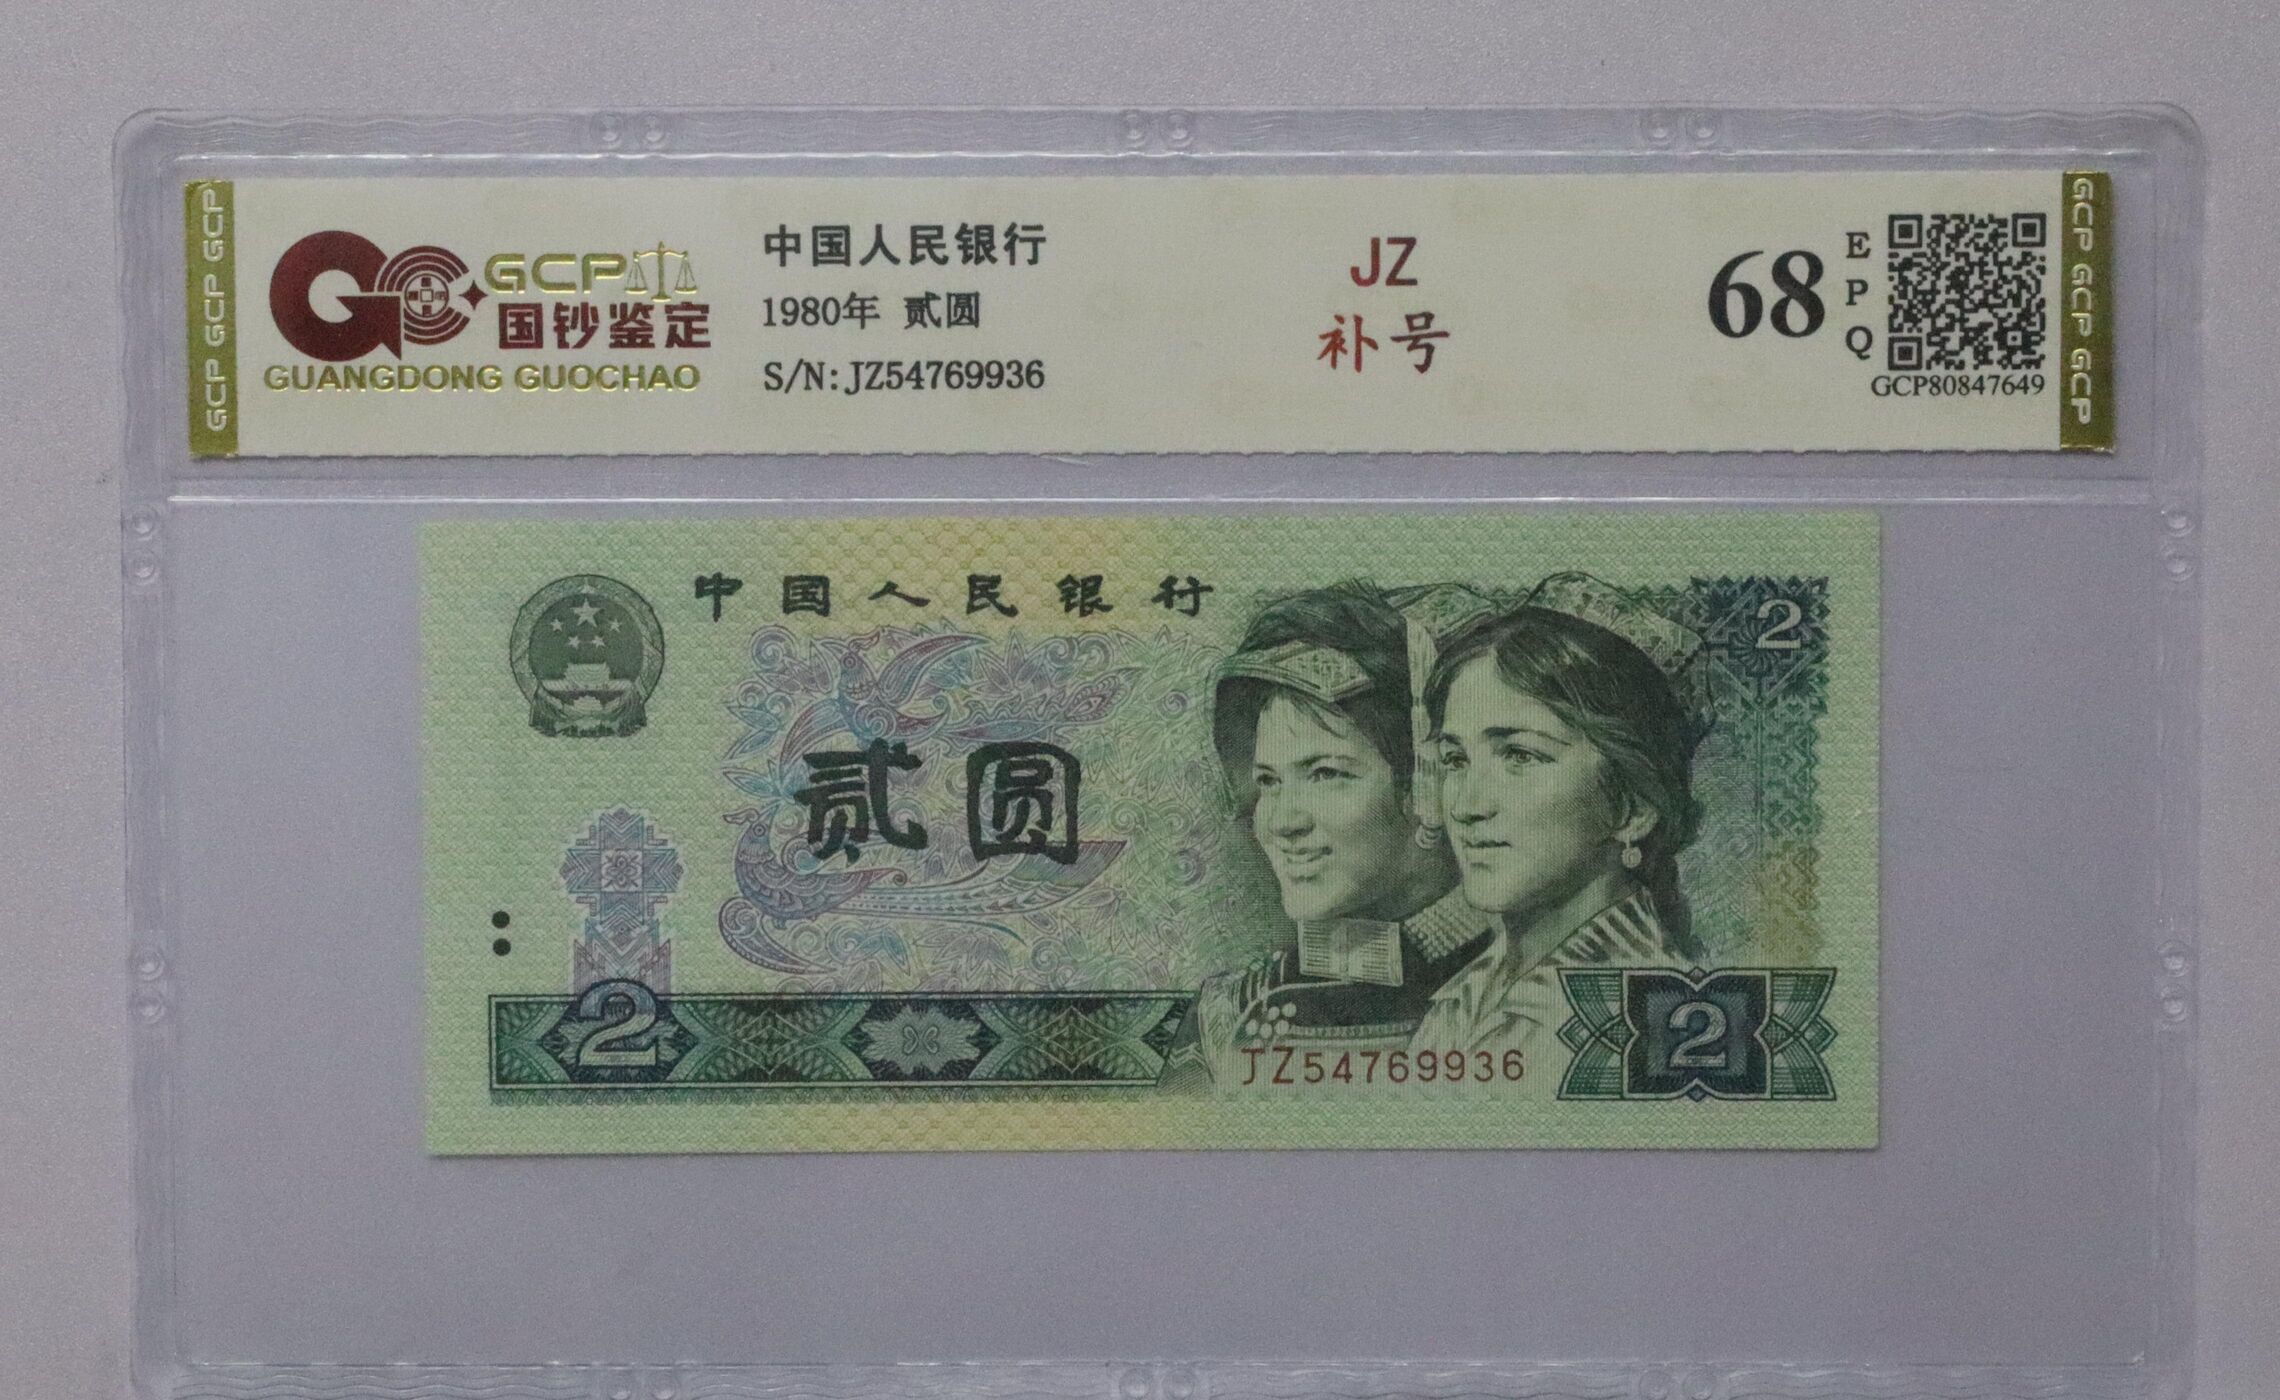 GCP GCP GCP
GCP
国钞鉴定
GUANGDONG GUOCHAO
中国人民银行
1980年 贰圆
S/N:JZ54769936
JZ
补号
68
EPQ
GCP80847649
GCP GCP GCP
中国人民银行
2
贰圆
2
JZ54769936
2